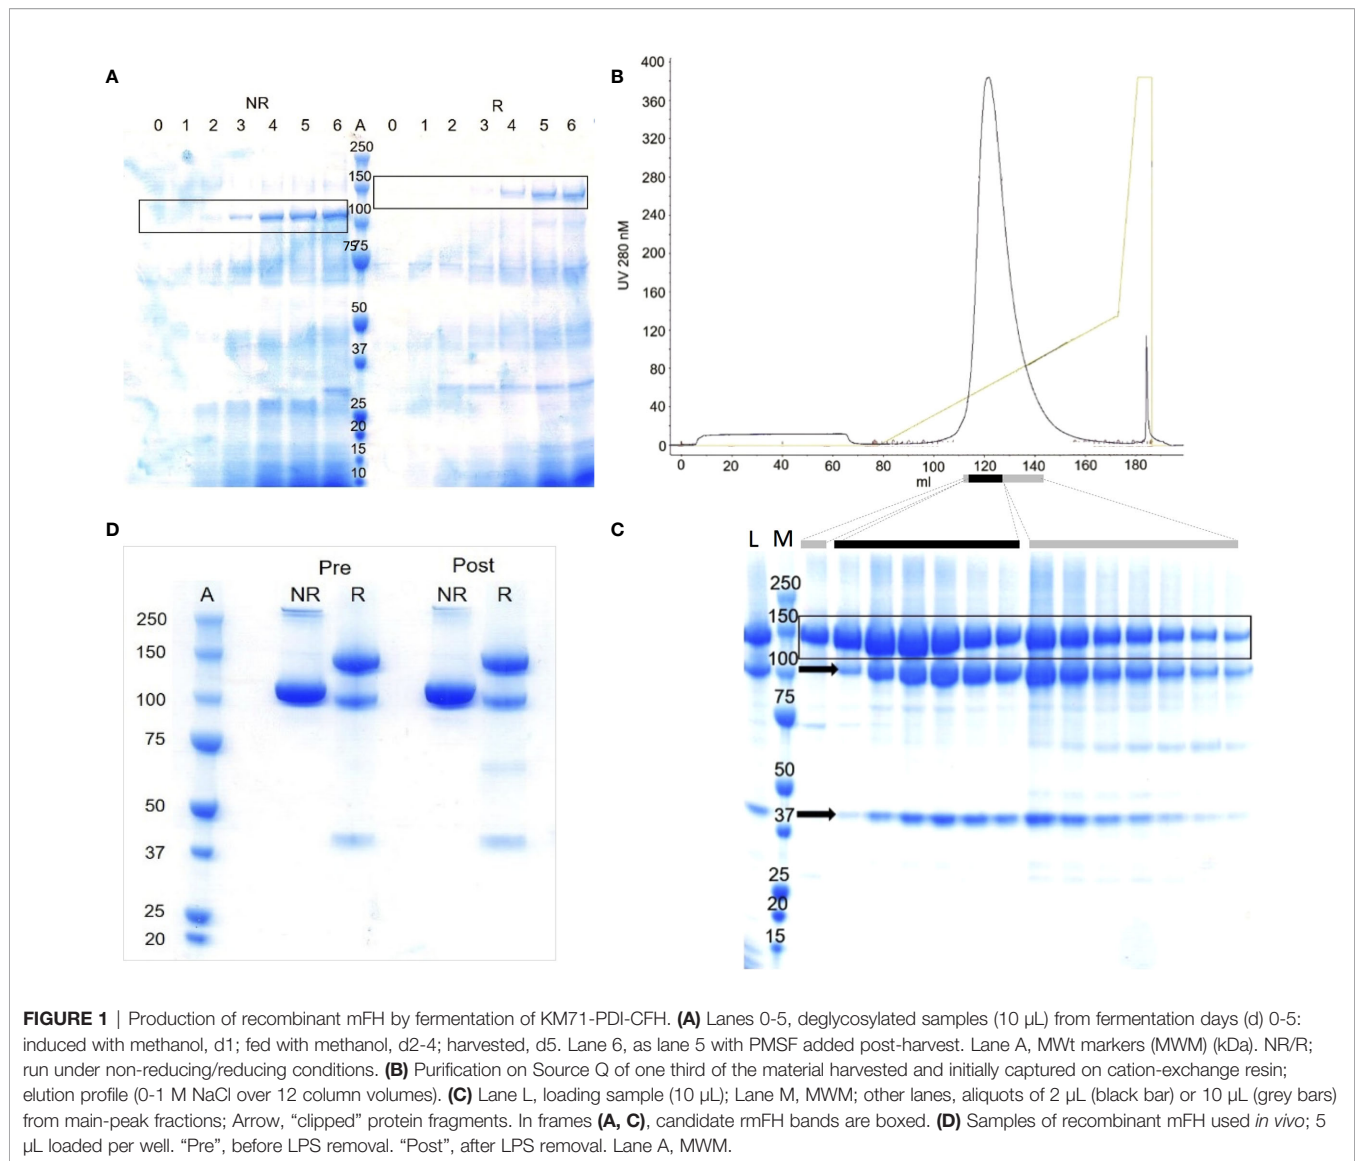 A
NR
R
0 1 2 3 4 5 6 A 0 1 2 3 4 5 6
250
150
100
75 75
50
37
25
20
15
10
B
400
360
320
280
240
200
160
120
80
40
0
UV 280 nM
0 20 40 60 80 100 120 140 160 180
ml
D
Pre Post
A NR R NR R
250
150
100
75
50
37
25
20
C
L M
250
150
100
75
50
37
25
20
15
FIGURE 1 | Production of recombinant mFH by fermentation of KM71-PDI-CFH. (A) Lanes 0-5, deglycosylated samples (10 µL) from fermentation days (d) 0-5:
induced with methanol, d1; fed with methanol, d2-4; harvested, d5. Lane 6, as lane 5 with PMSF added post-harvest. Lane A, MWt markers (MWM) (kDa). NR/R;
run under non-reducing/reducing conditions. (B) Purification on Source Q of one third of the material harvested and initially captured on cation-exchange resin;
elution profile (0-1 M NaCl over 12 column volumes). (C) Lane L, loading sample (10 µL); Lane M, MWM; other lanes, aliquots of 2 µL (black bar) or 10 µL (grey bars)
from main-peak fractions; Arrow, “clipped” protein fragments. In frames (A, C), candidate rmFH bands are boxed. (D) Samples of recombinant mFH used in vivo; 5
µL loaded per well. “Pre”, before LPS removal. “Post”, after LPS removal. Lane A, MWM.